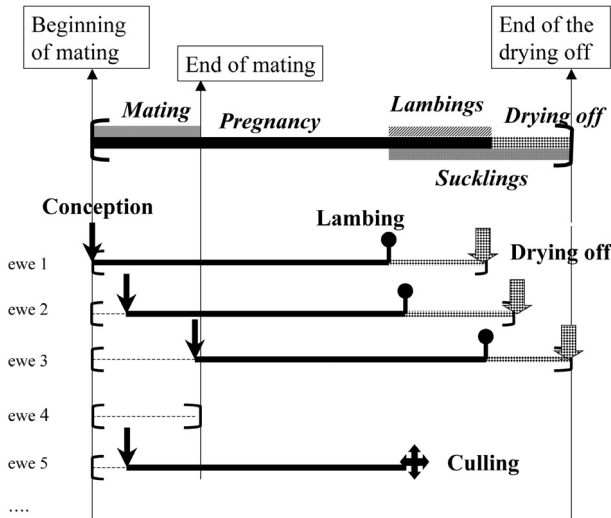 Beginning
of mating
End of mating
End of the
drying off
Mating
Pregnancy
Lambings
Drying off
Sucklings
Conception
Lambing
Drying off
ewe 1
ewe 2
ewe 3
ewe 4
ewe 5
Culling
....